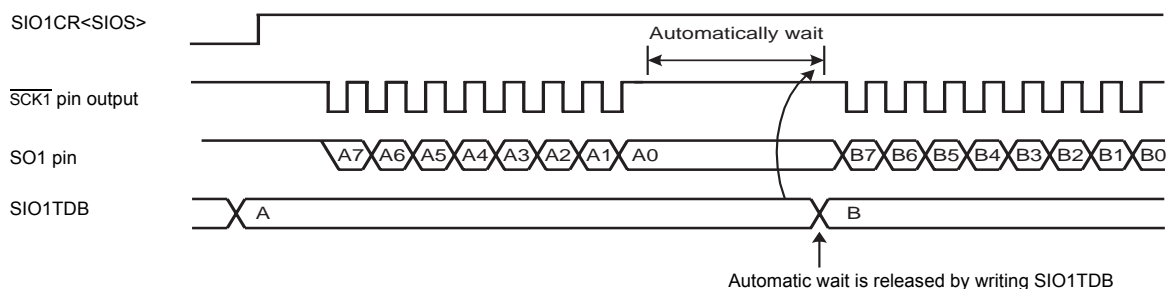 SIO1CR<SIOS>
Automatically wait
SCK1 pin output
SO1 pin
A7 A6 A5 A4 A3 A2 A1 A0 B7 B6 B5 B4 B3 B2 B1 B0
SIO1TDB
A B
Automatic wait is released by writing SIO1TDB